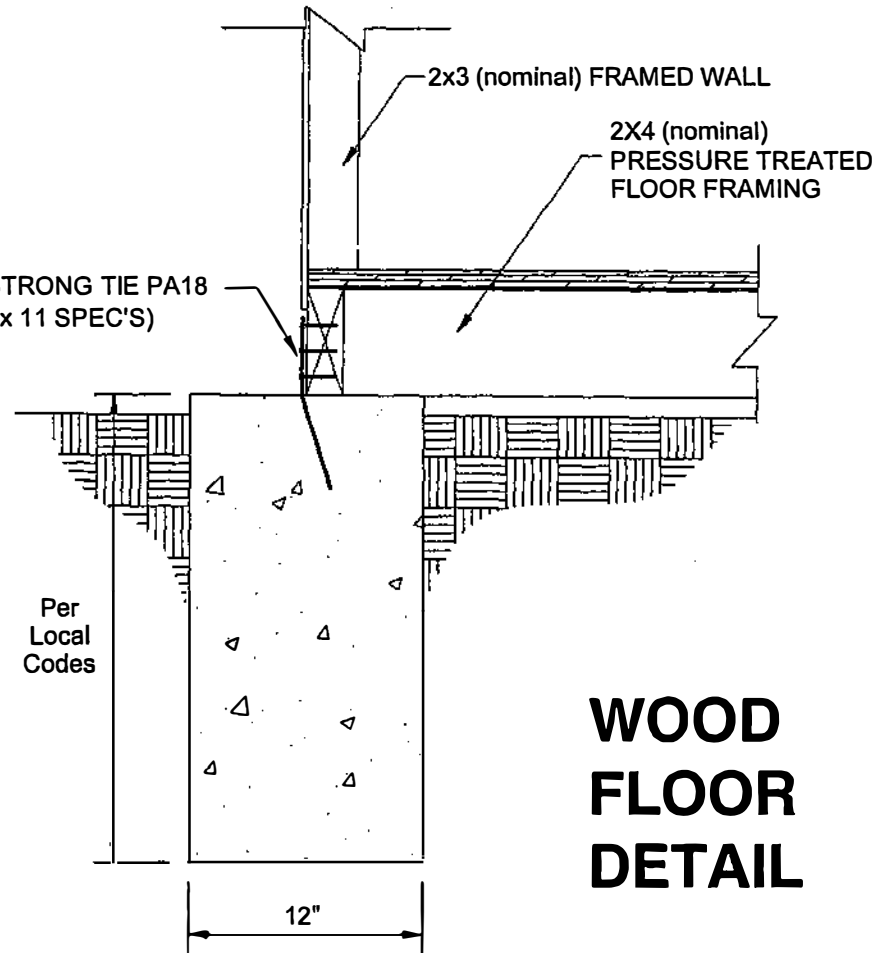 2x3 (nominal) FRAMED WALL
2X4 (nominal)
PRESSURE TREATED
FLOOR FRAMING
STRONG TIE PA18
x 11 SPEC'S)
Per
Local
Codes
12"
WOOD
FLOOR
DETAIL